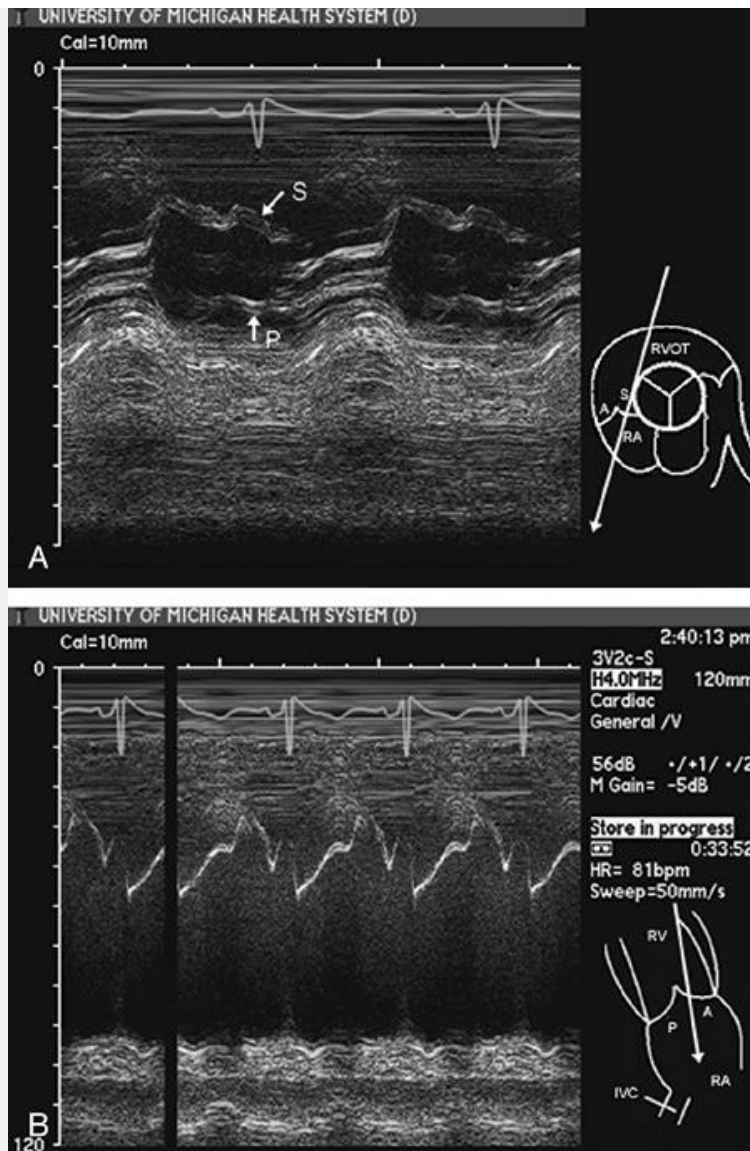 UNIVERSITY OF MICHIGAN HEALTH SYSTEM (D)
Cal=10mm
0
S
P
RVOT
S
A
RA
A
UNIVERSITY OF MICHIGAN HEALTH SYSTEM (D)
Cal=10mm
2:40:13 pm
3V2c-S
H4.0MHz 120mm
Cardiac
General /V
56dB ·/+1/ ·/2
M Gain= -5dB
Store in progress
0:33:52
HR= 81bpm
Sweep=50mm/s
0
RV
P
A
RA
IVC
B
120